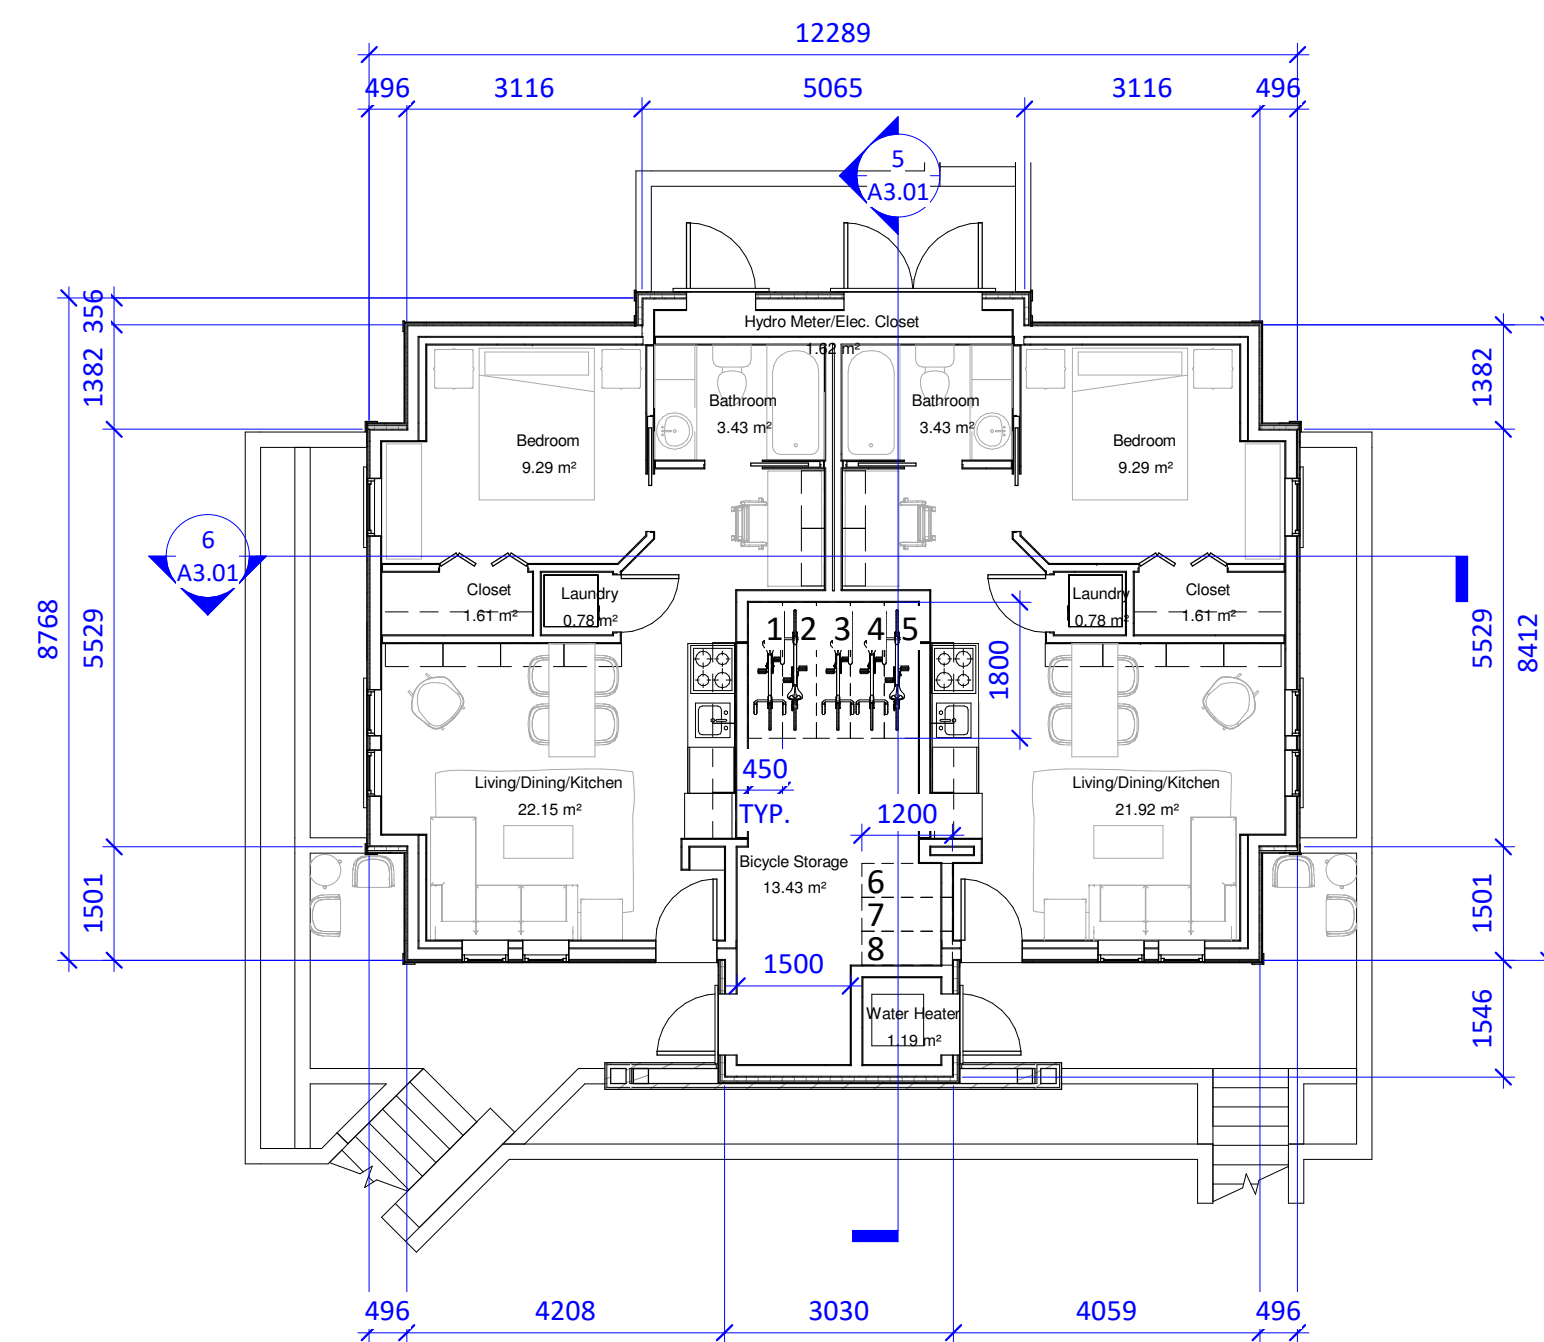 12289
496 3116 5065 3116 496
5
A3.01
356
1382
5529
1501
8768
1382
5529
1501
1546
8412
Hydro Meter/Elec. Closet
1.62 m²
Bathroom
3.43 m²
Bathroom
3.43 m²
Bedroom
9.29 m²
Bedroom
9.29 m²
6
A3.01
Closet
1.61 m²
Laundry
0.78 m²
Laundry
0.78 m²
Closet
1.61 m²
1 2 3 4 5
1800
450
TYP.
1200
Living/Dining/Kitchen
22.15 m²
Living/Dining/Kitchen
21.92 m²
Bicycle Storage
13.43 m²
6
7
8
1500
Water Heater
1.19 m²
496 4208 3030 4059 496